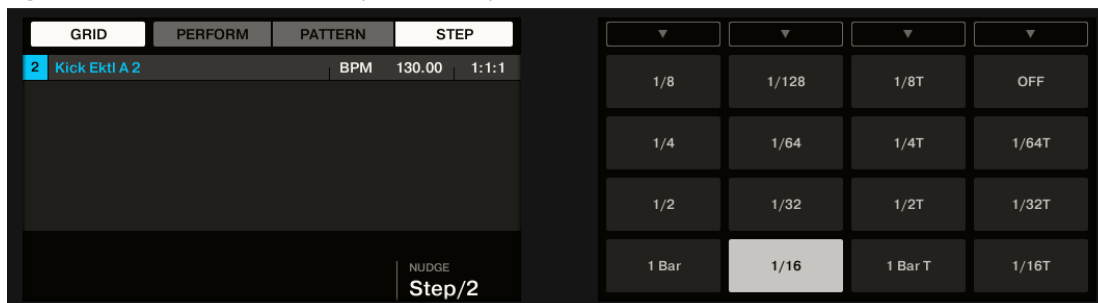 GRID PERFORM PATTERN STEP
2 Kick Ektl A 2 BPM 130.00 1:1:1
NUDGE
Step/2
▼ ▼ ▼ ▼
1/8 1/128 1/8T OFF
1/4 1/64 1/4T 1/64T
1/2 1/32 1/2T 1/32T
1 Bar 1/16 1 Bar T 1/16T